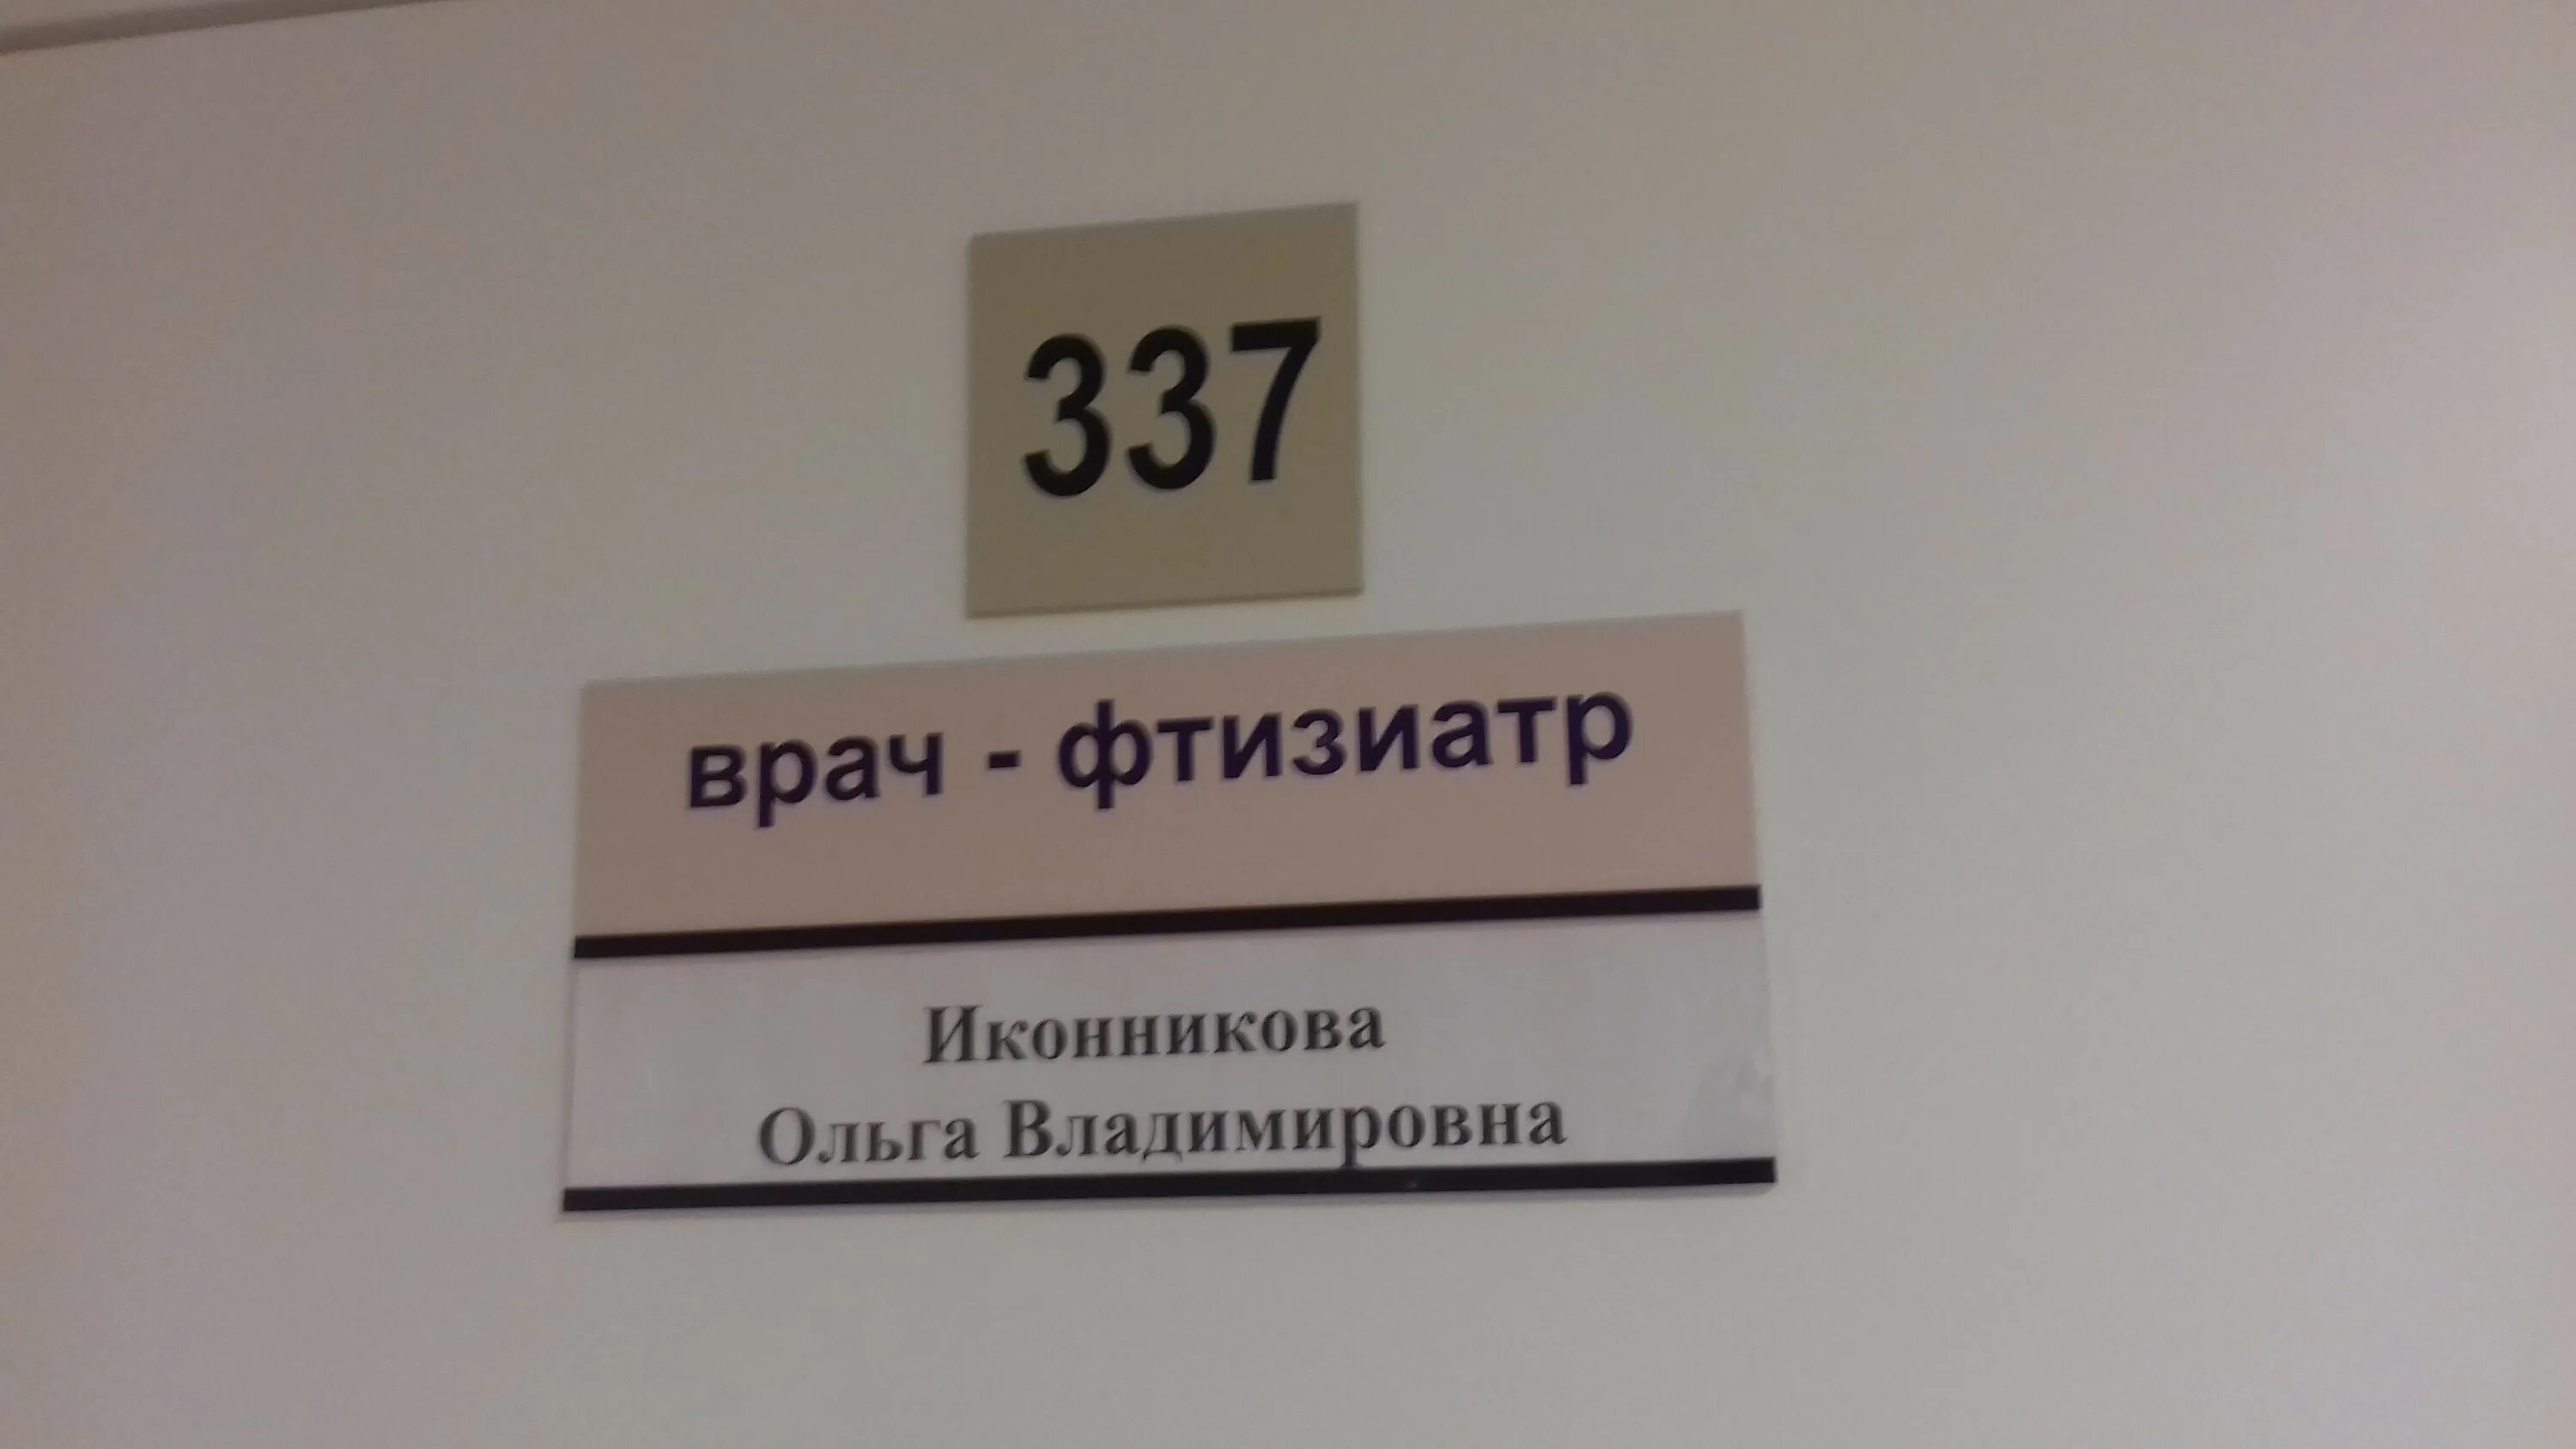 337
врач - фтизиатр
Иконникова
Ольга Владимировна